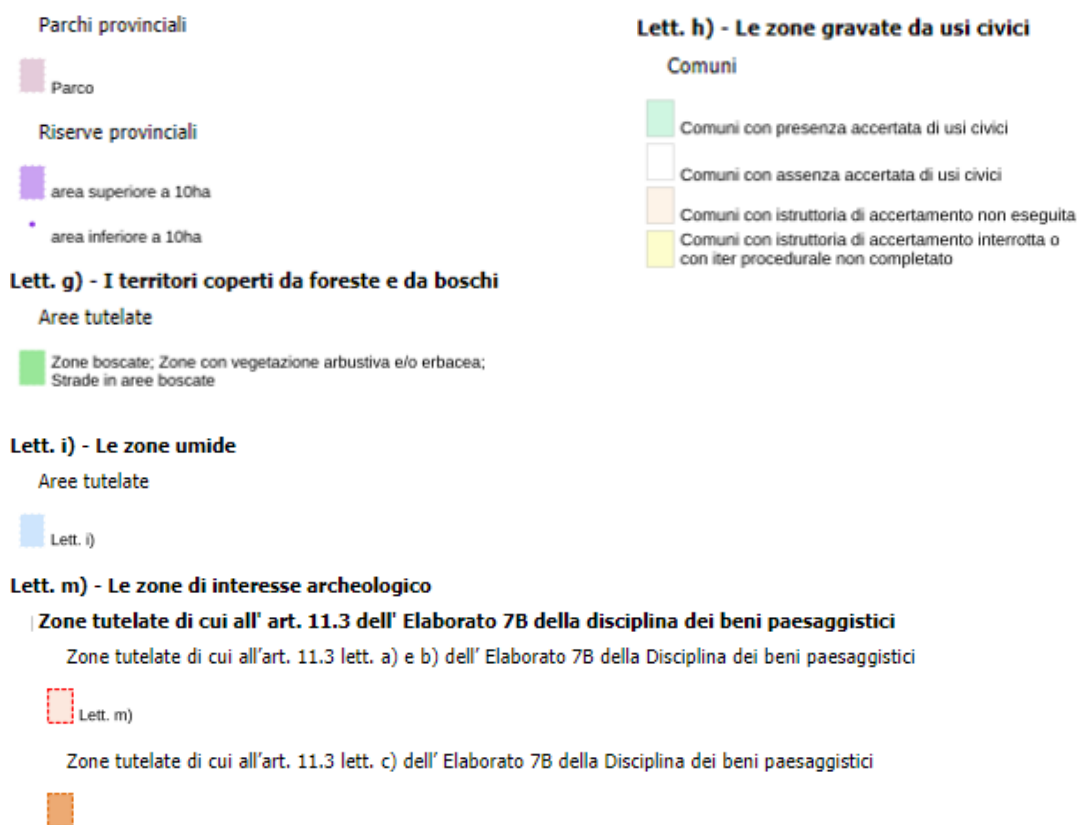 Parchi provinciali
Parco
Riserve provinciali
area superiore a 10ha
area inferiore a 10ha
Lett. g) - I territori coperti da foreste e da boschi
Aree tutelate
Zone boscate; Zone con vegetazione arbustiva e/o erbacea;
Strade in aree boscate
Lett. i) - Le zone umide
Aree tutelate
Lett. i)
Lett. m) - Le zone di interesse archeologico
Zone tutelate di cui all' art. 11.3 dell' Elaborato 7B della disciplina dei beni paesaggistici
Zone tutelate di cui all'art. 11.3 lett. a) e b) dell' Elaborato 7B della Disciplina dei beni paesaggistici
Lett. m)
Zone tutelate di cui all'art. 11.3 lett. c) dell' Elaborato 7B della Disciplina dei beni paesaggistici
Lett. h) - Le zone gravate da usi civici
Comuni
Comuni con presenza accertata di usi civici
Comuni con assenza accertata di usi civici
Comuni con istruttoria di accertamento non eseguita
Comuni con istruttoria di accertamento interrotta o
con iter procedurale non completato